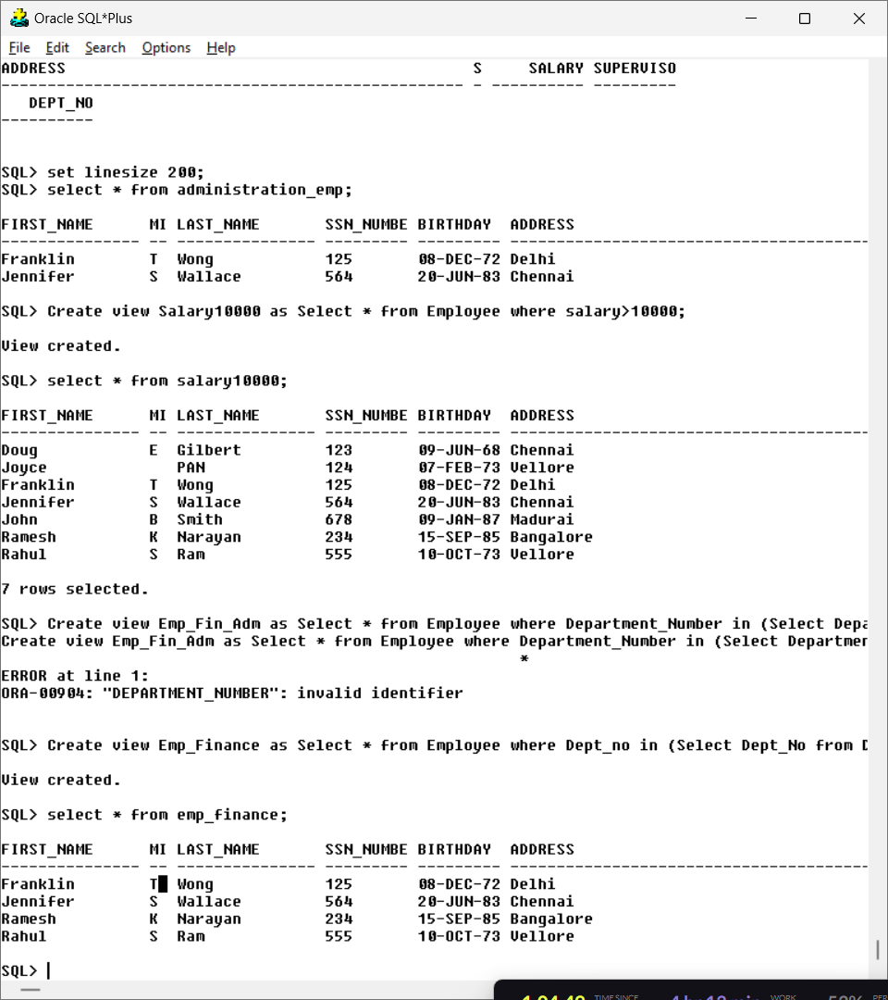 Oracle SQL*Plus
File Edit Search Options Help
ADDRESS S SALARY SUPERVISO
-------------------------------------------------- - ---------- ---------
DEPT_NO
----------
SQL> set linesize 200;
SQL> select * from administration_emp;
FIRST_NAME MI LAST_NAME SSN_NUMBE BIRTHDAY ADDRESS
--------------- -- --------------- --------- --------- ---------------------------------------
Franklin T Wong 125 08-DEC-72 Delhi
Jennifer S Wallace 564 20-JUN-83 Chennai
SQL> Create view Salary10000 as Select * from Employee where salary>10000;
View created.
SQL> select * from salary10000;
FIRST_NAME MI LAST_NAME SSN_NUMBE BIRTHDAY ADDRESS
--------------- -- --------------- --------- --------- ---------------------------------------
Doug E Gilbert 123 09-JUN-68 Chennai
Joyce PAN 124 07-FEB-73 Vellore
Franklin T Wong 125 08-DEC-72 Delhi
Jennifer S Wallace 564 20-JUN-83 Chennai
John B Smith 678 09-JAN-87 Madurai
Ramesh K Narayan 234 15-SEP-85 Bangalore
Rahul S Ram 555 10-OCT-73 Vellore
7 rows selected.
SQL> Create view Emp_Fin_Adm as Select * from Employee where Department_Number in (Select Depa
Create view Emp_Fin_Adm as Select * from Employee where Department_Number in (Select Departmen
*
ERROR at line 1:
ORA-00904: "DEPARTMENT_NUMBER": invalid identifier
SQL> Create view Emp_Finance as Select * from Employee where Dept_no in (Select Dept_No from D
View created.
SQL> select * from emp_finance;
FIRST_NAME MI LAST_NAME SSN_NUMBE BIRTHDAY ADDRESS
--------------- -- --------------- --------- --------- ---------------------------------------
Franklin T Wong 125 08-DEC-72 Delhi
Jennifer S Wallace 564 20-JUN-83 Chennai
Ramesh K Narayan 234 15-SEP-85 Bangalore
Rahul S Ram 555 10-OCT-73 Vellore
SQL>
TIME SINCE WORK